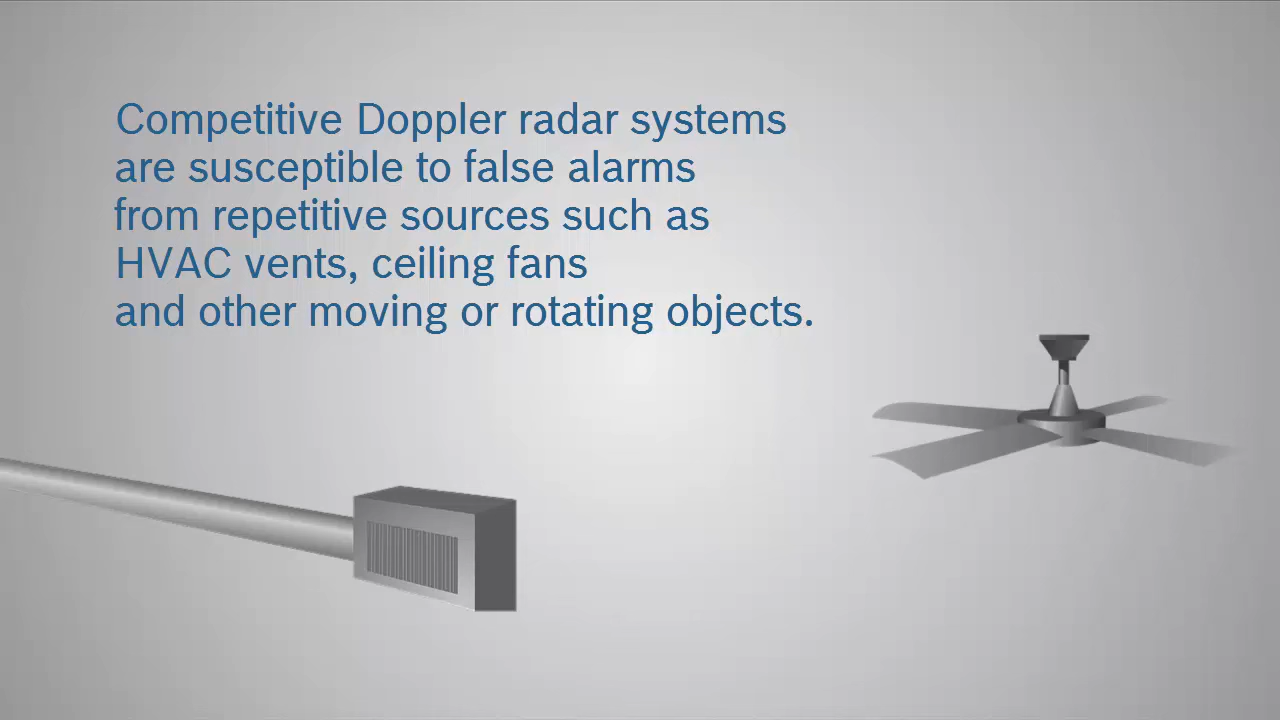 Competitive Doppler radar systems
are susceptible to false alarms
from repetitive sources such as
HVAC vents, ceiling fans
and other moving or rotating objects.